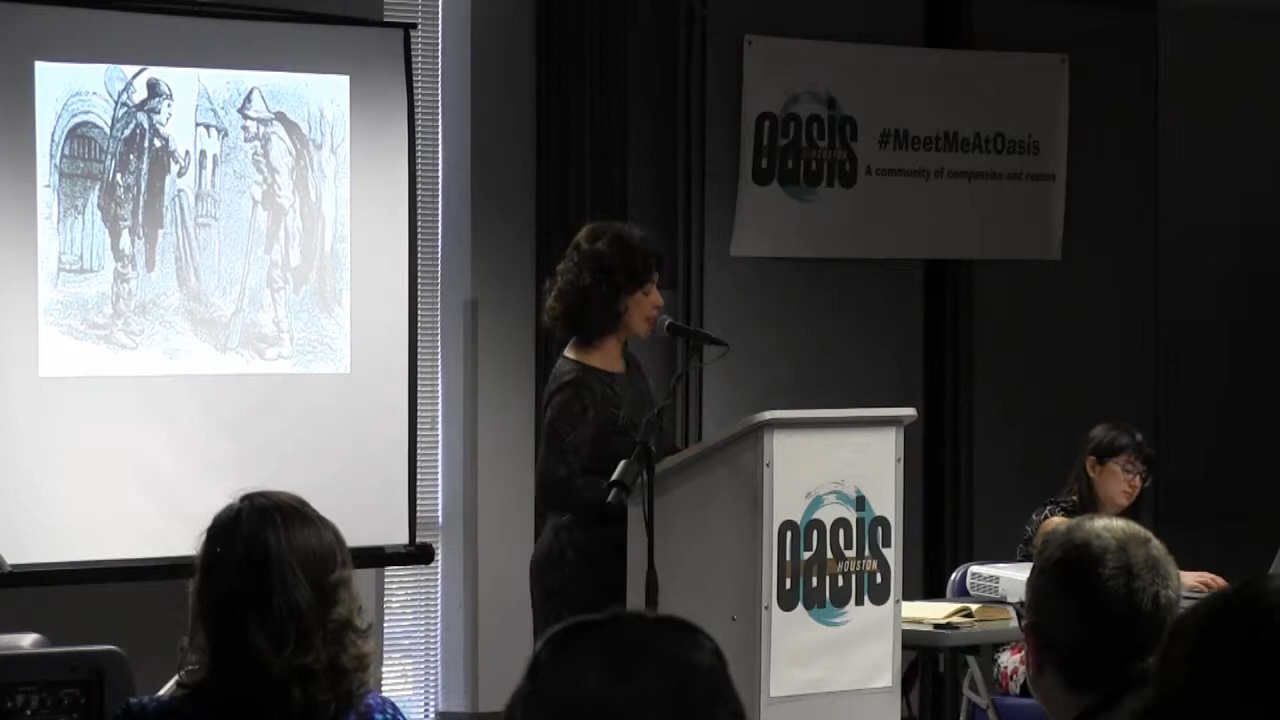 oasis
HOUSTON
#MeetMeAtOasis
A community of compassion and reason
oasis
HOUSTON